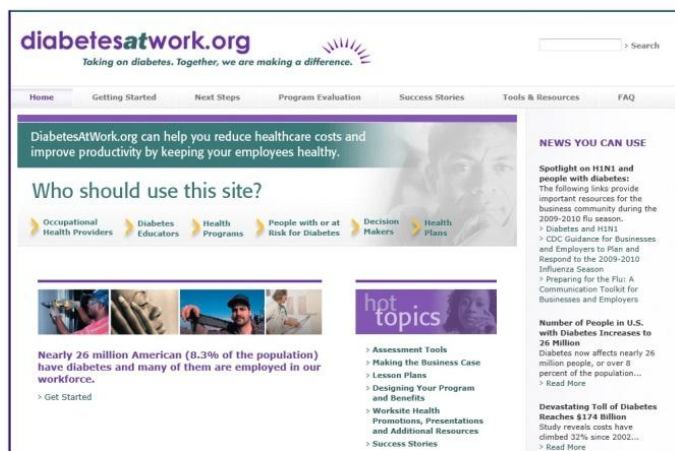 diabetesatwork.org
Taking on diabetes. Together, we are making a difference.
> Search
Home Getting Started Next Steps Program Evaluation Success Stories Tools & Resources FAQ
DiabetesAtWork.org can help you reduce healthcare costs and
improve productivity by keeping your employees healthy.
Who should use this site?
Occupational
Health Providers
Diabetes
Educators
Health
Programs
People with or at
Risk for Diabetes
Decision
Makers
Health
Plans
Nearly 26 million American (8.3% of the population)
have diabetes and many of them are employed in our
workforce.
> Get Started
hot
topics
> Assessment Tools
> Making the Business Case
> Lesson Plans
> Designing Your Program
and Benefits
> Worksite Health
Promotions, Presentations
and Additional Resources
> Success Stories
NEWS YOU CAN USE
Spotlight on H1N1 and
people with diabetes:
The following links provide
important resources for the
business community during the
2009-2010 flu season.
> Diabetes and H1N1
> CDC Guidance for Businesses
and Employers to Plan and
Respond to the 2009-2010
Influenza Season
> Preparing for the Flu: A
Communication Toolkit for
Businesses and Employers
Number of People in U.S.
with Diabetes Increases to
26 Million
Diabetes now affects nearly 26
million people, or over 8
percent of the population...
> Read More
Devastating Toll of Diabetes
Reaches $174 Billion
Study reveals costs have
climbed 32% since 2002...
> Read More